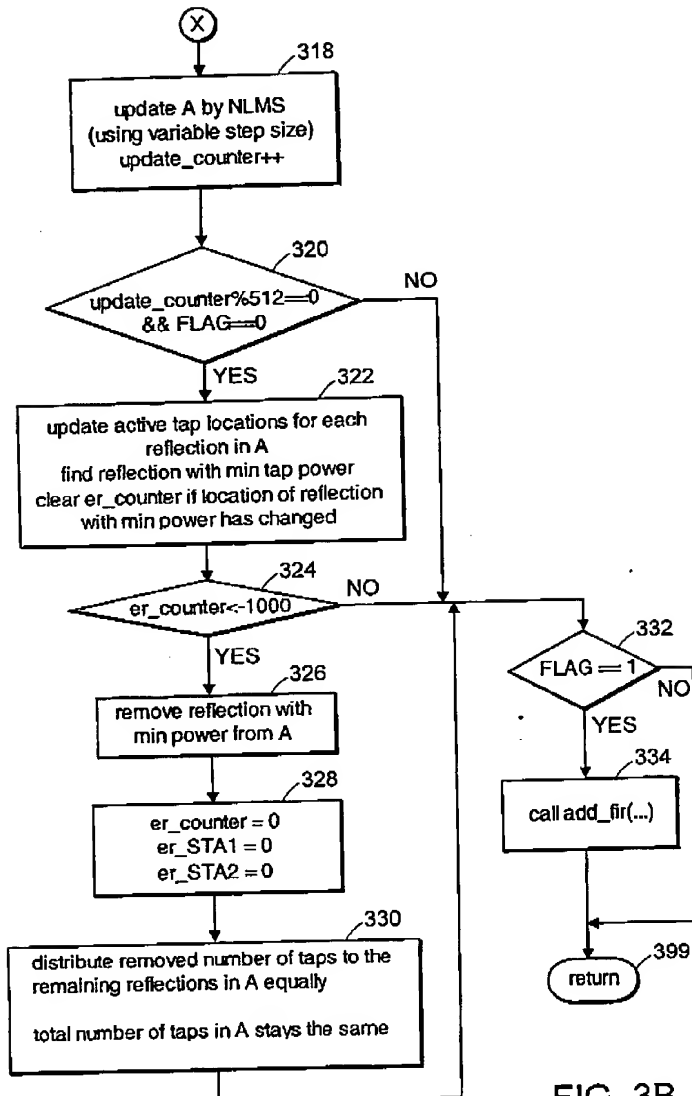 X
318
update A by NLMS
(using variable step size)
update_counter++
320
update_counter%512==0
&& FLAG==0
NO
YES
322
update active tap locations for each
reflection in A
find reflection with min tap power
clear er_counter if location of reflection
with min power has changed
324
er_counter<-1000
NO
YES
326
remove reflection with
min power from A
328
er_counter = 0
er_STA1 = 0
er_STA2 = 0
330
distribute removed number of taps to the
remaining reflections in A equally
total number of taps in A stays the same
332
FLAG == 1
NO
YES
334
call add_fir(...)
399
return
FIG. 3B